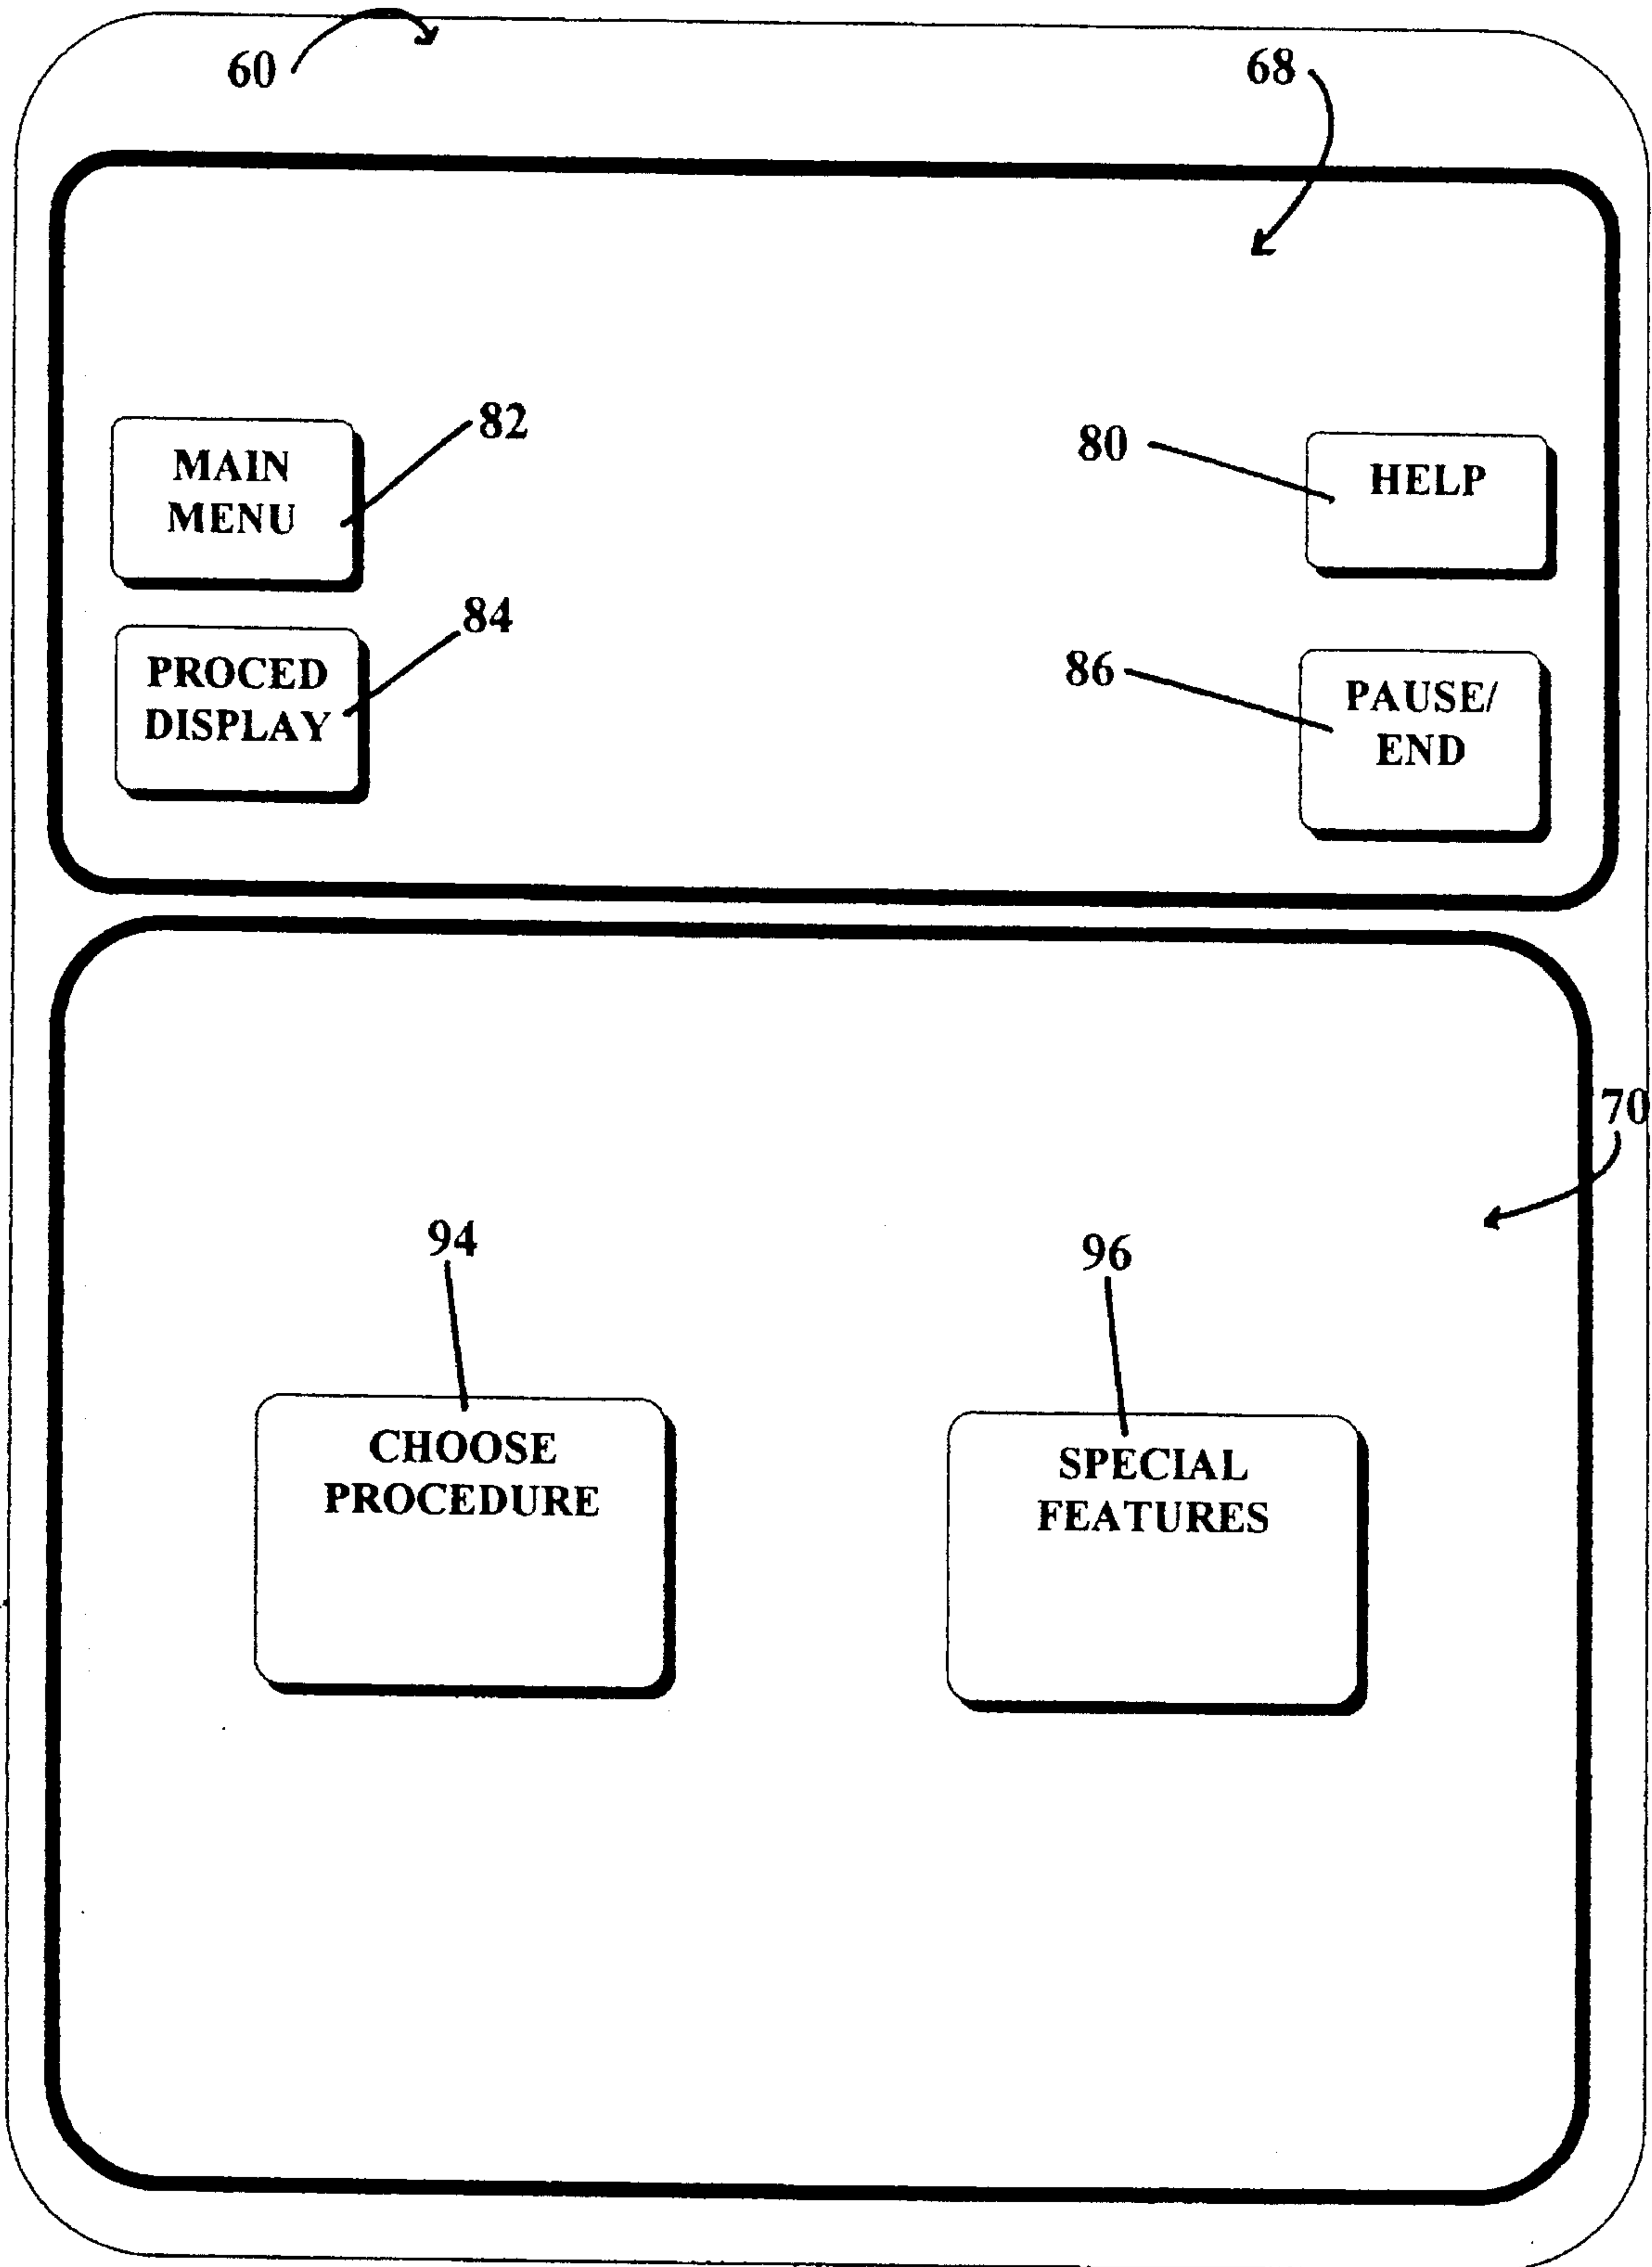 60
68
MAIN
MENU
82
80
HELP
PROCED
DISPLAY
84
86
PAUSE/
END
70
94
96
CHOOSE
PROCEDURE
SPECIAL
FEATURES